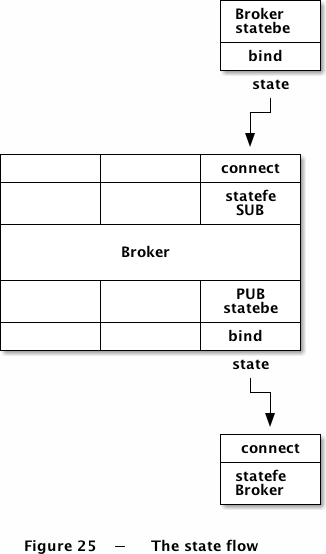 Broker
statebe
bind
state
connect
statefe
SUB
Broker
PUB
statebe
bind
state
connect
statefe
Broker
Figure 25 – The state flow